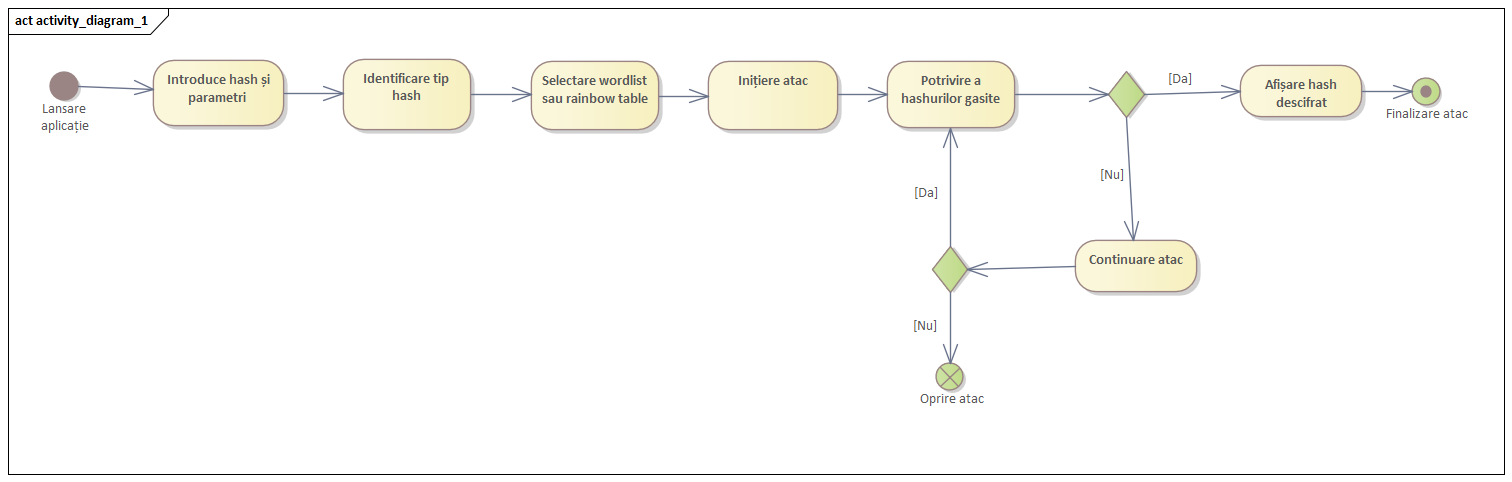 act activity_diagram_1
Lansare
aplicație
Introduce hash și
parametri
Identificare tip
hash
Selectare wordlist
sau rainbow table
Inițiere atac
Potrivire a
hashurilor gasite
[Da]
Afișare hash
descifrat
Finalizare atac
[Nu]
[Da]
Continuare atac
[Nu]
Oprire atac